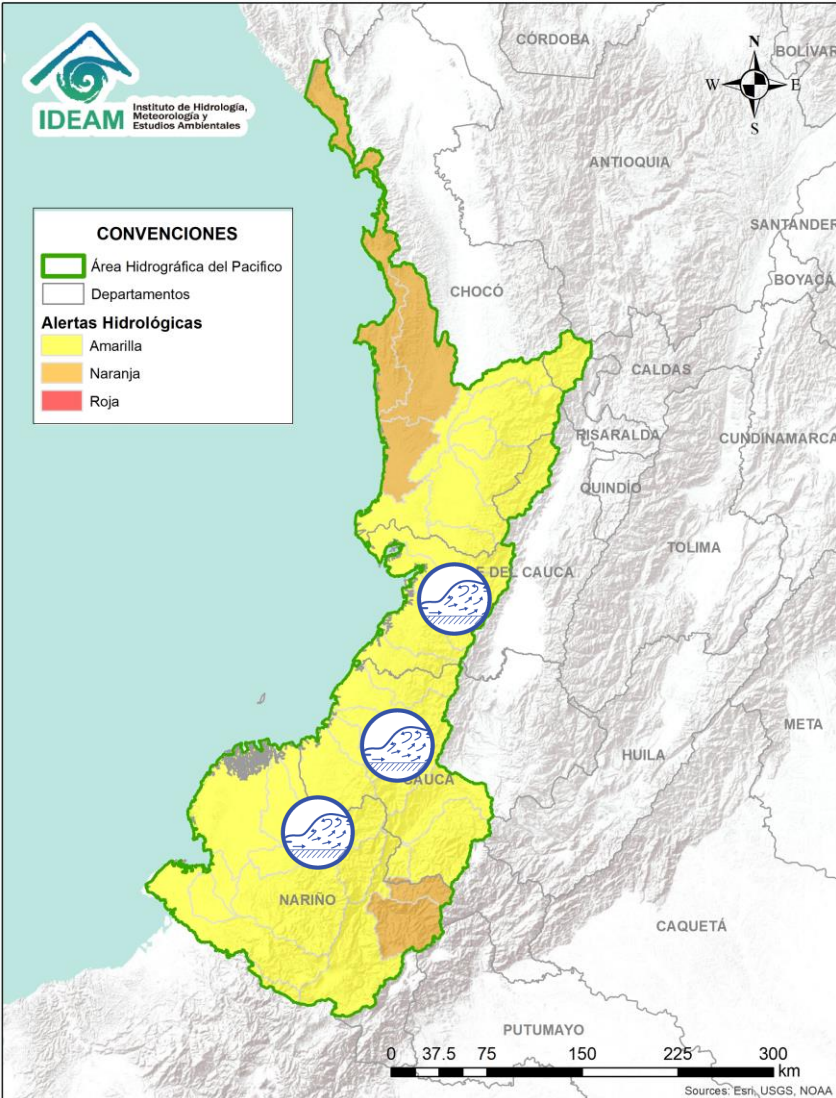 IDEAM
Instituto de Hidrología,
Meteorología y
Estudios Ambientales
CONVENCIONES
Área Hidrográfica del Pacifico
Departamentos
Alertas Hidrológicas
Amarilla
Naranja
Roja
N
W
E
S
CÓRDOBA
BOLÍVAR
ANTIOQUIA
SANTANDER
BOYACÁ
CHOCÓ
CALDAS
RISARALDA
CUNDINAMARCA
QUINDÍO
TOLIMA
E DEL CAUCA
META
HUILA
CAUCA
NARIÑO
CAQUETÁ
PUTUMAYO
0 37.5 75 150 225 300
km
Sources: Esri, USGS, NOAA